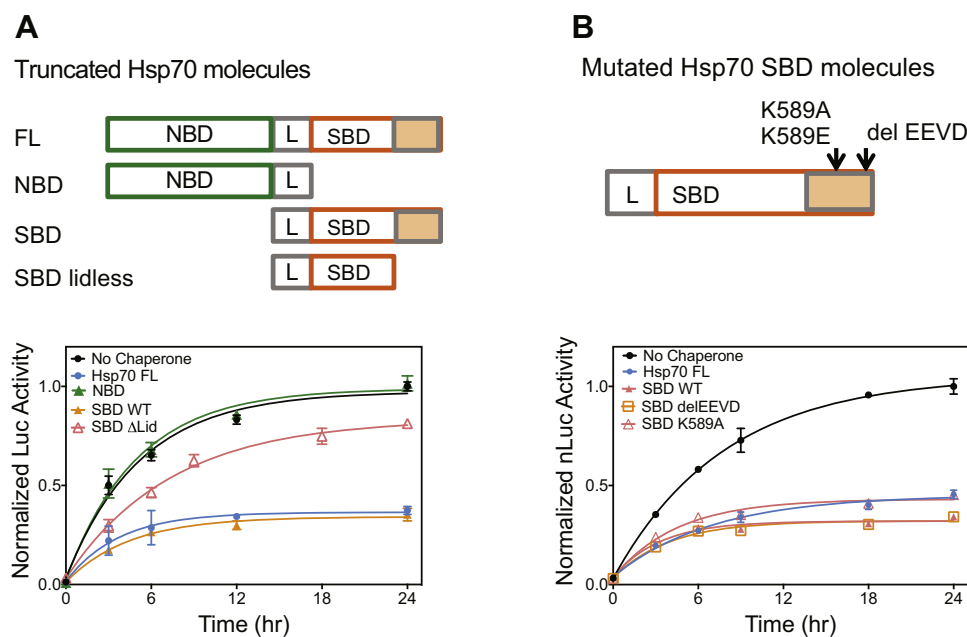 A
Truncated Hsp70 molecules
FL
NBD
L
SBD
NBD
NBD
L
SBD
L
SBD
SBD lidless
L
SBD
Normalized Luc Activity
1.0
0.5
0.0
No Chaperone
Hsp70 FL
NBD
SBD WT
SBD ΔLid
0
6
12
18
24
Time (hr)
B
Mutated Hsp70 SBD molecules
K589A
K589E
del EEVD
L
SBD
Normalized nLuc Activity
1.0
0.5
0.0
No Chaperone
Hsp70 FL
SBD WT
SBD delEEVD
SBD K589A
0
6
12
18
24
Time (hr)